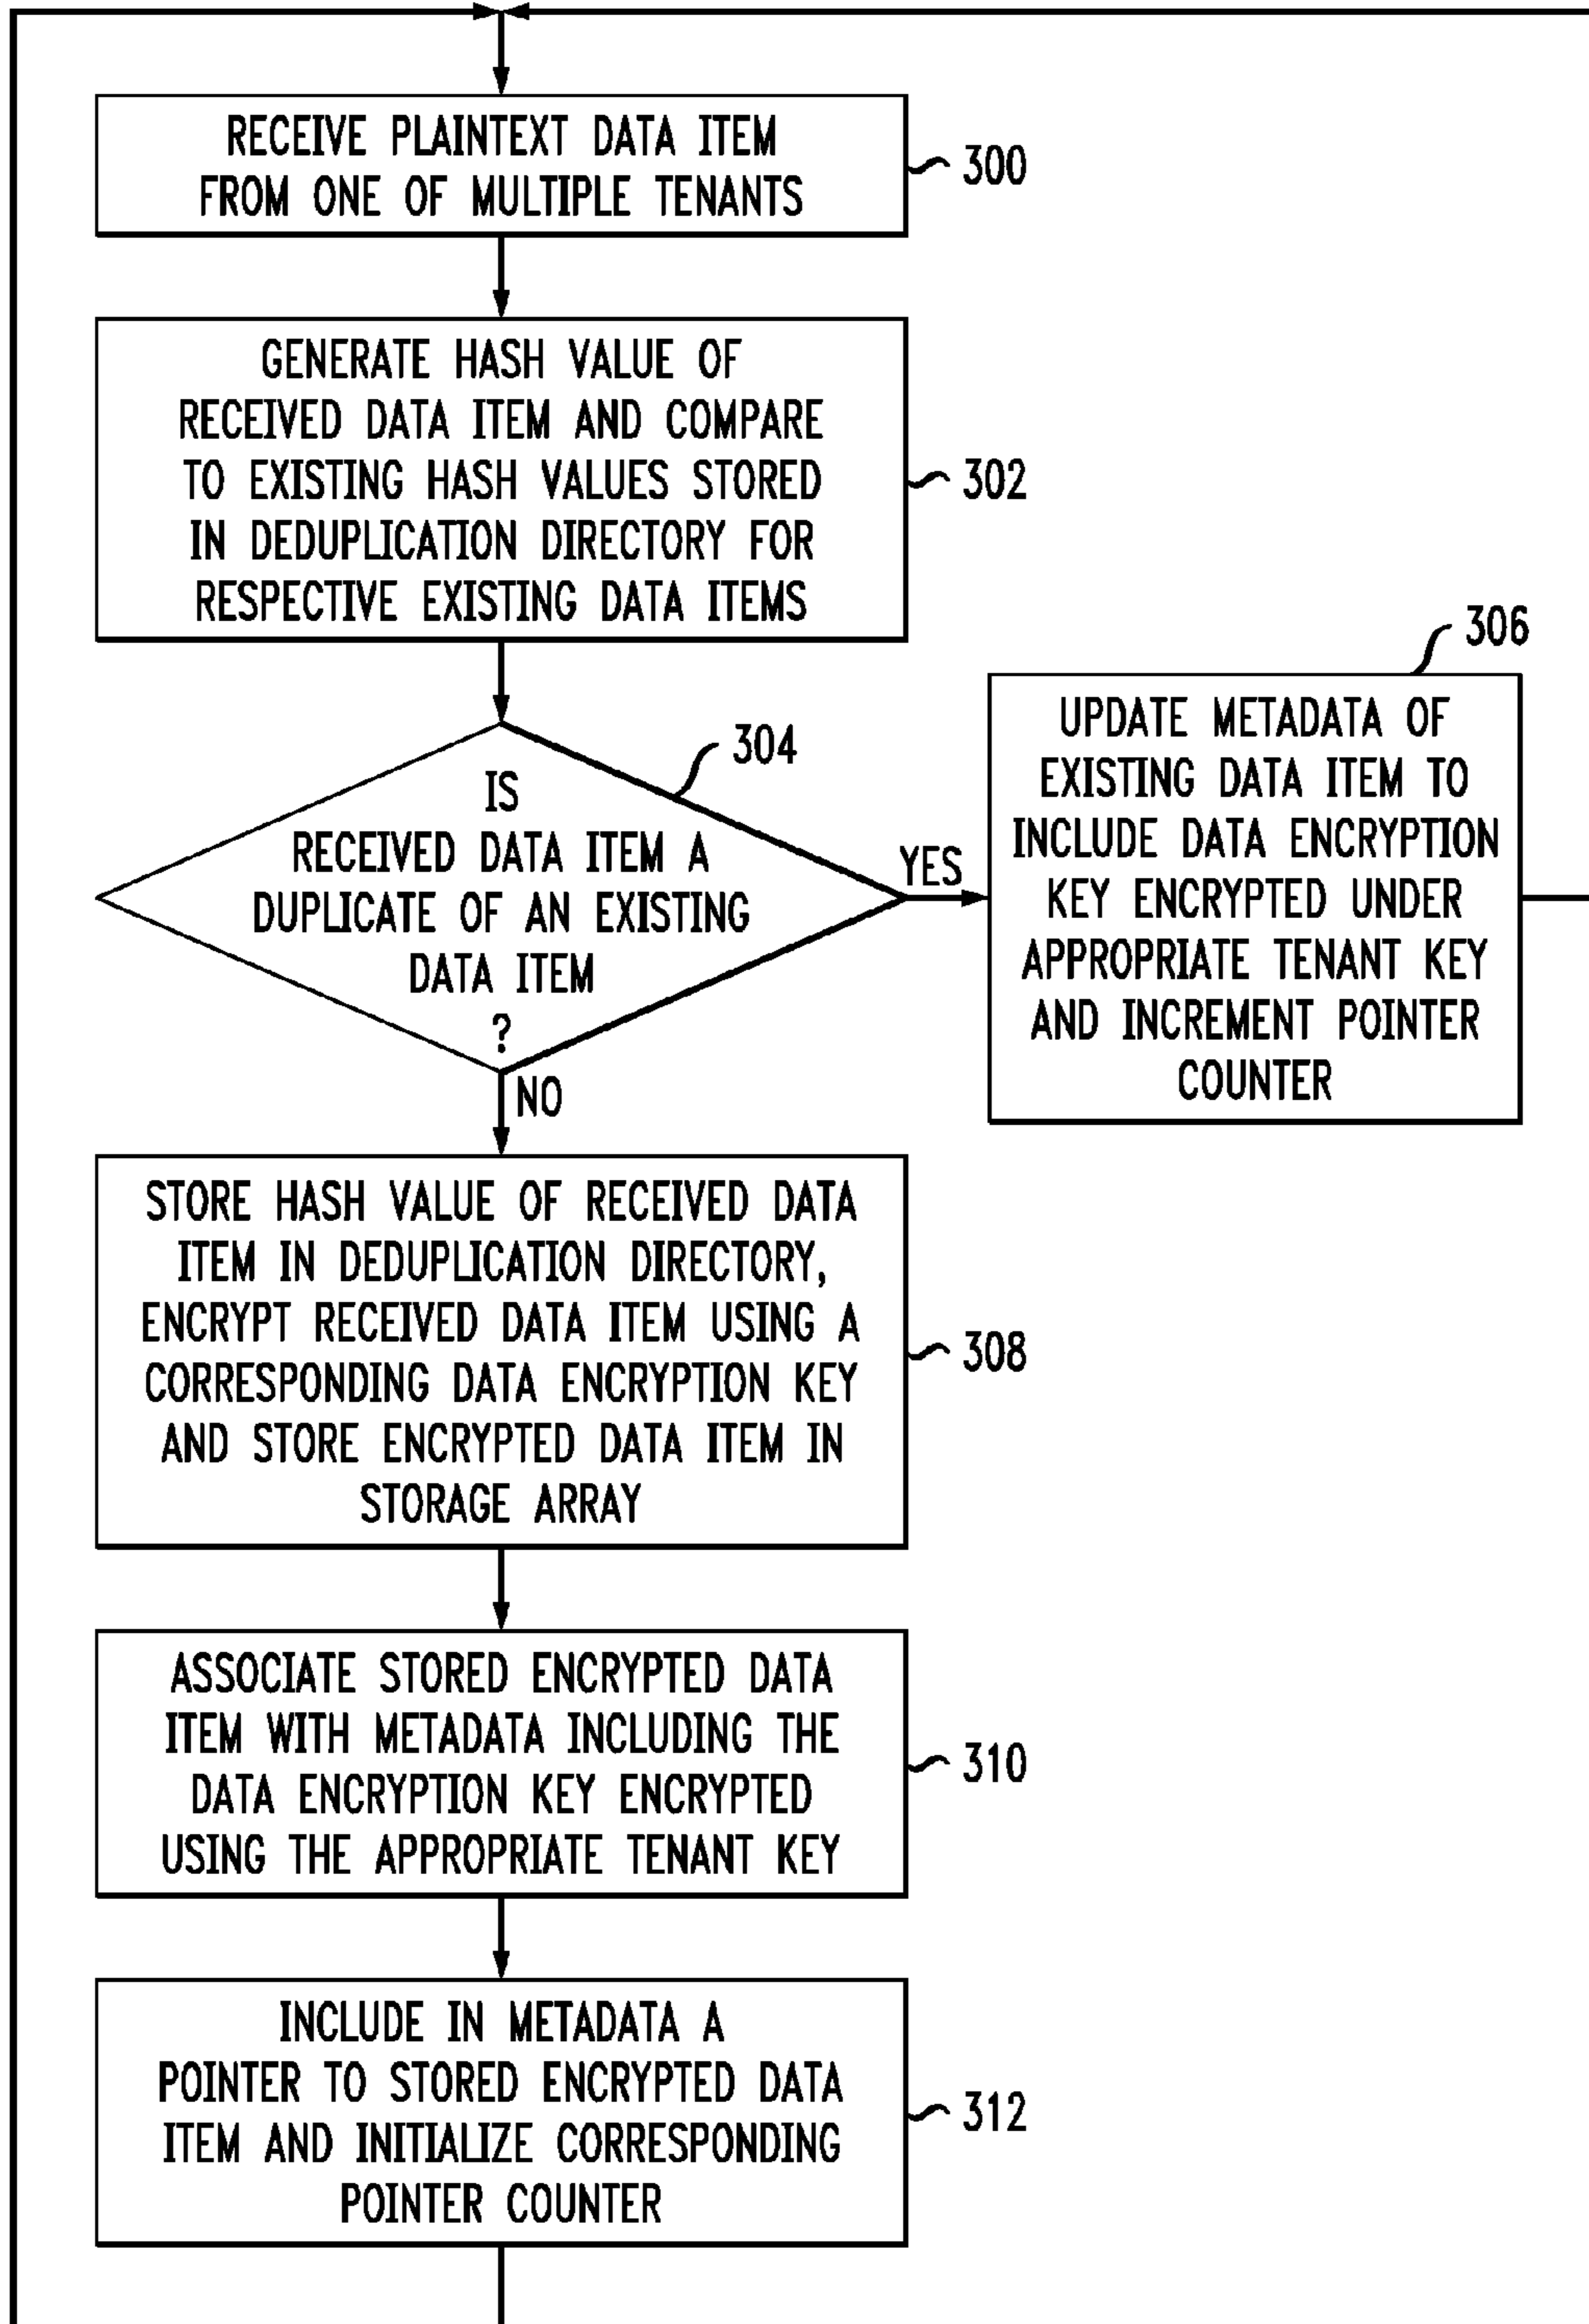 RECEIVE PLAINTEXT DATA ITEM
FROM ONE OF MULTIPLE TENANTS
300
GENERATE HASH VALUE OF
RECEIVED DATA ITEM AND COMPARE
TO EXISTING HASH VALUES STORED
IN DEDUPLICATION DIRECTORY FOR
RESPECTIVE EXISTING DATA ITEMS
302
304
IS
RECEIVED DATA ITEM A
DUPLICATE OF AN EXISTING
DATA ITEM
?
YES
306
UPDATE METADATA OF
EXISTING DATA ITEM TO
INCLUDE DATA ENCRYPTION
KEY ENCRYPTED UNDER
APPROPRIATE TENANT KEY
AND INCREMENT POINTER
COUNTER
NO
STORE HASH VALUE OF RECEIVED DATA
ITEM IN DEDUPLICATION DIRECTORY,
ENCRYPT RECEIVED DATA ITEM USING A
CORRESPONDING DATA ENCRYPTION KEY
AND STORE ENCRYPTED DATA ITEM IN
STORAGE ARRAY
308
ASSOCIATE STORED ENCRYPTED DATA
ITEM WITH METADATA INCLUDING THE
DATA ENCRYPTION KEY ENCRYPTED
USING THE APPROPRIATE TENANT KEY
310
INCLUDE IN METADATA A
POINTER TO STORED ENCRYPTED DATA
ITEM AND INITIALIZE CORRESPONDING
POINTER COUNTER
312